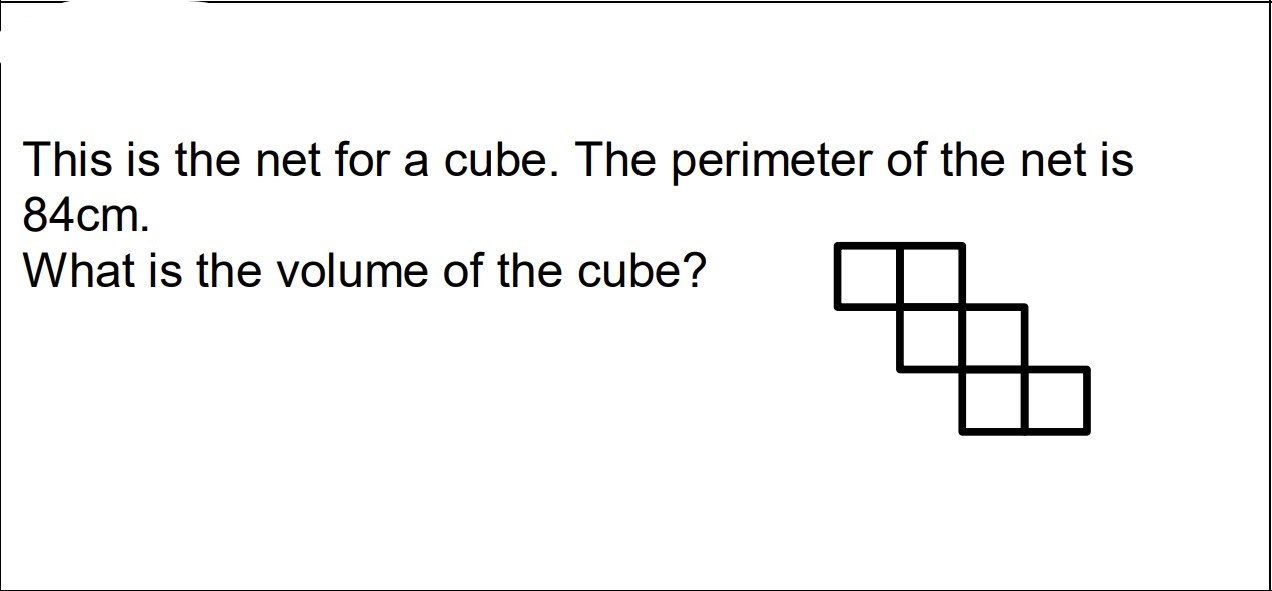 This is the net for a cube. The perimeter of the net is
84cm.
What is the volume of the cube?